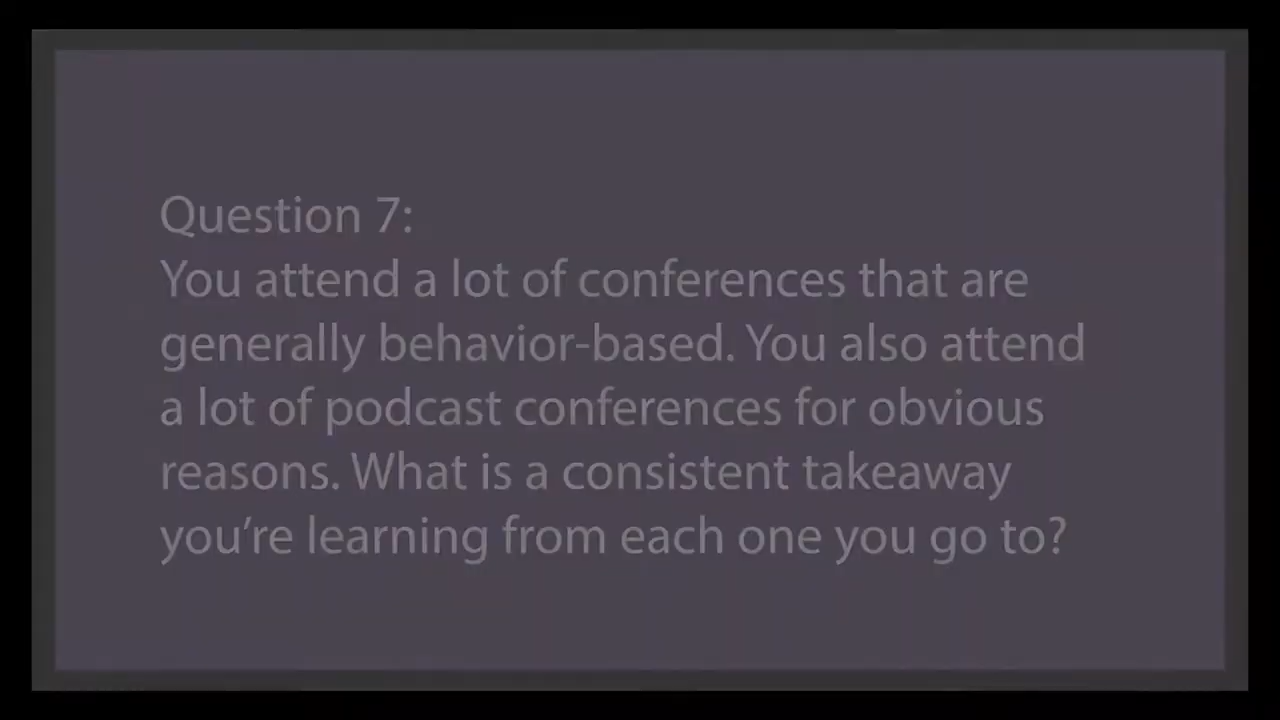 Question 7:
You attend a lot of conferences that are
generally behavior-based. You also attend
a lot of podcast conferences for obvious
reasons. What is a consistent takeaway
you’re learning from each one you go to?